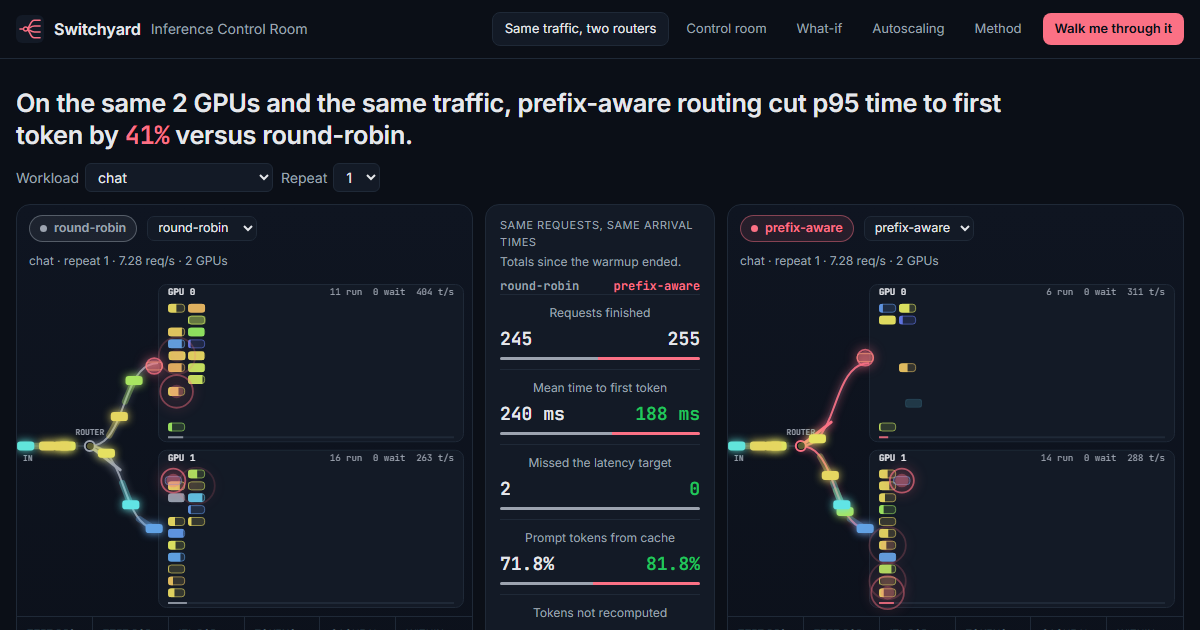 Switchyard Inference Control Room
Same traffic, two routers
Control room
What-if
Autoscaling
Method
Walk me through it
On the same 2 GPUs and the same traffic, prefix-aware routing cut p95 time to first
token by 41% versus round-robin.
Workload chat Repeat 1
round-robin round-robin
chat · repeat 1 · 7.28 req/s · 2 GPUs
GPU 0 11 run 0 wait 404 t/s
ROUTER
IN
GPU 1 16 run 0 wait 263 t/s
SAME REQUESTS, SAME ARRIVAL
TIMES
Totals since the warmup ended.
round-robin prefix-aware
Requests finished
245 255
Mean time to first token
240 ms 188 ms
Missed the latency target
2 0
Prompt tokens from cache
71.8% 81.8%
Tokens not recomputed
prefix-aware prefix-aware
chat · repeat 1 · 7.28 req/s · 2 GPUs
GPU 0 6 run 0 wait 311 t/s
ROUTER
IN
GPU 1 14 run 0 wait 288 t/s